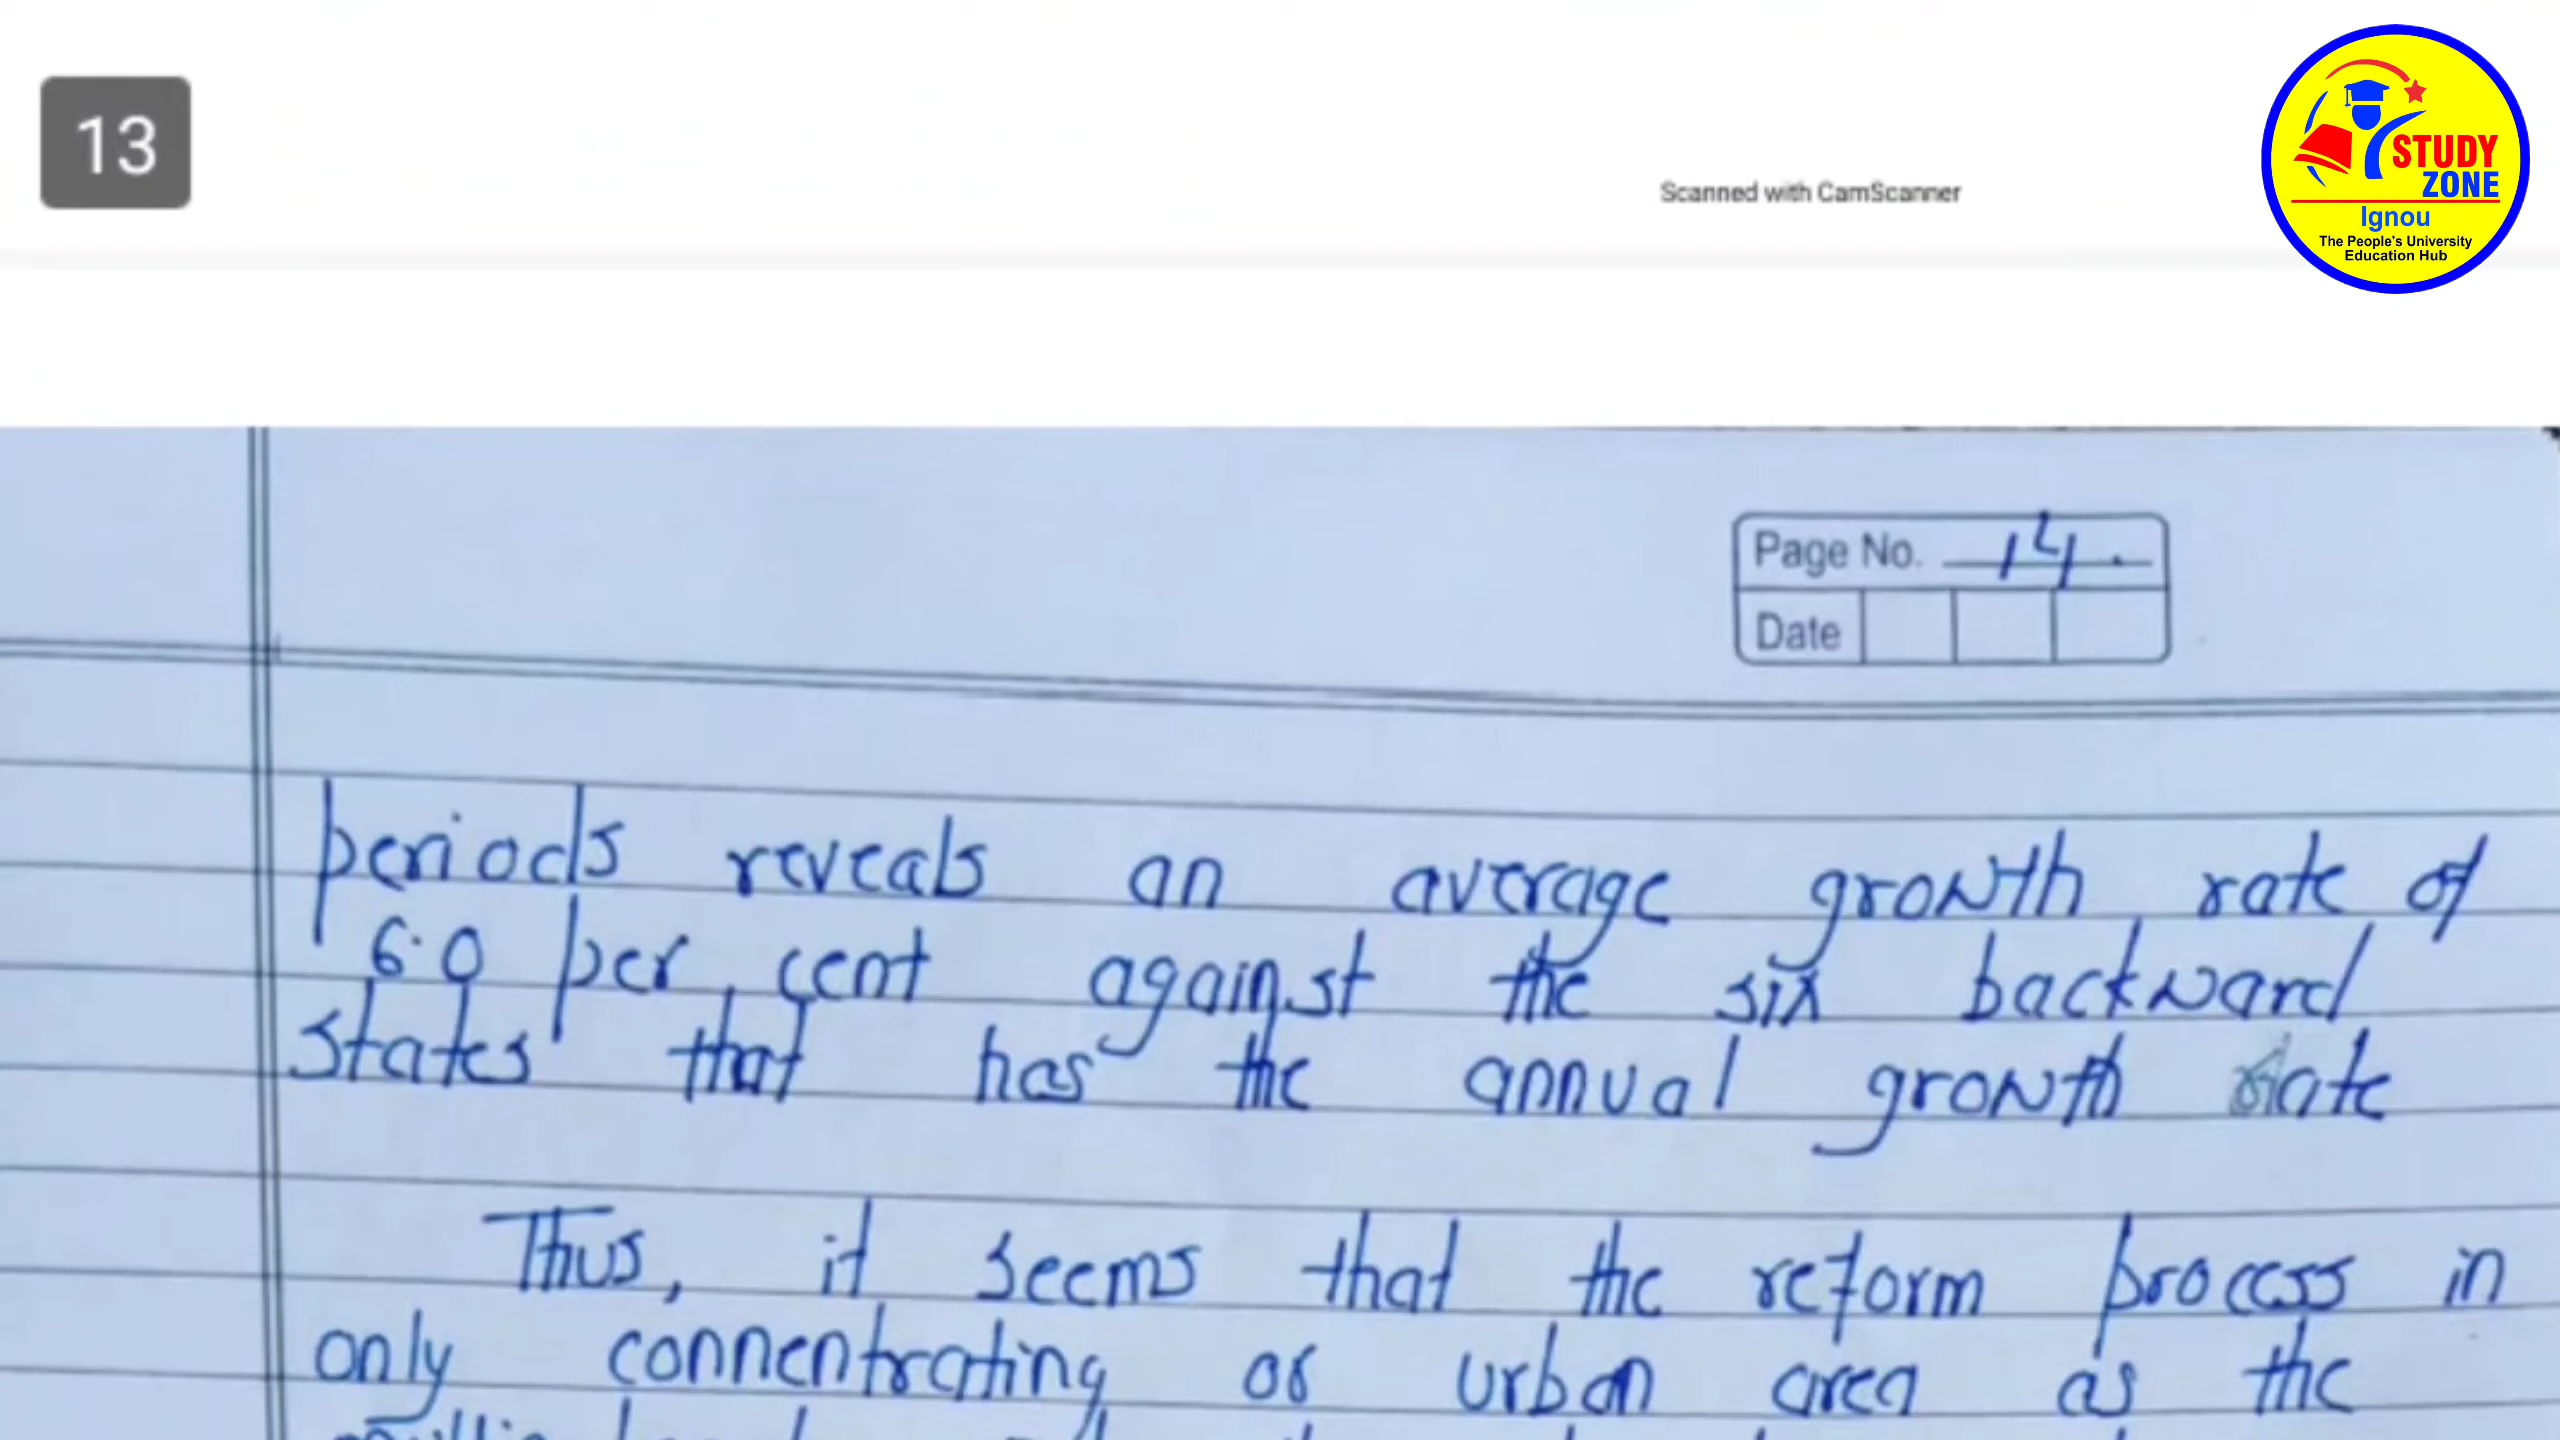 13
Scanned with CamScanner
STUDY
ZONE
Ignou
The People's University
Education Hub
Page No. 14.
Date
periods reveals an average growth rate of
6.0 per cent against the six backward
states that has the annual growth rate
Thus, it seems that the reform process in
only connentrating or urban area as the